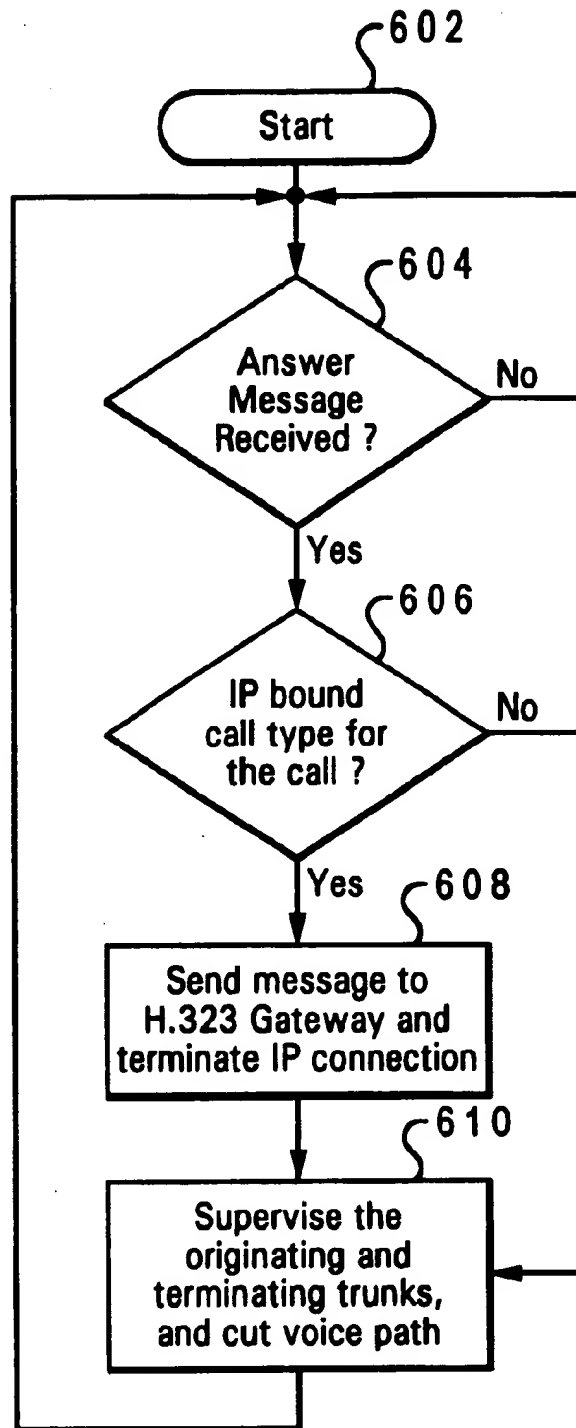 602
Start
604
Answer
Message
Received ?
No
Yes
606
IP bound
call type for
the call ?
No
Yes
608
Send message to
H.323 Gateway and
terminate IP connection
610
Supervise the
originating and
terminating trunks,
and cut voice path